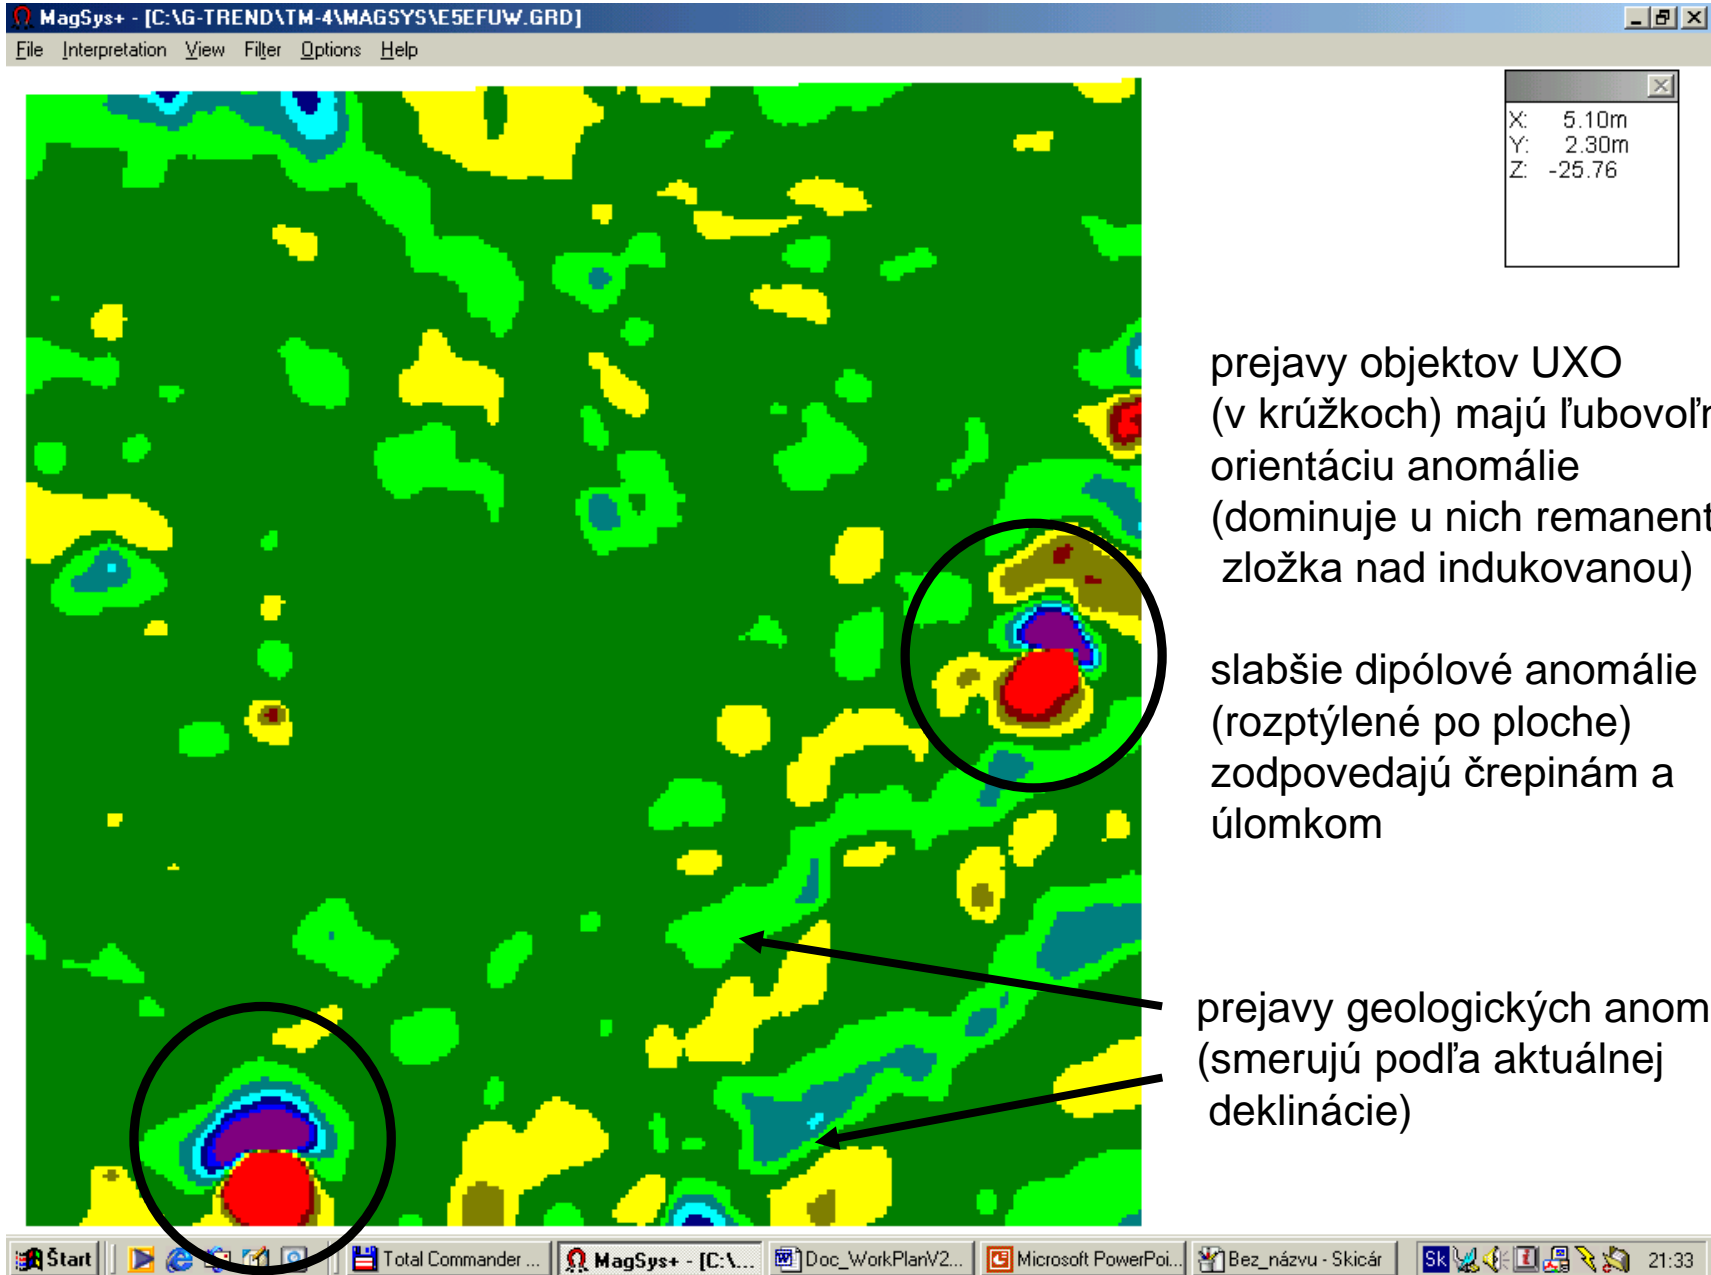 MagSys+ - [C:\G-TREND\TM-4\MAGSYS\E5EFUW.GRD]
File Interpretation View Filter Options Help
X: 5.10m
Y: 2.30m
Z: -25.76
prejavy objektov UXO
(v krúžkoch) majú
orientáciu anomálie
(dominuje u nich
zložka nad indukovanou)
slabšie dipólové anomálie
(rozptýlené po ploche)
zodpovedajú črepinám a
úlomkom
prejavy geologických
(smerujú podľa aktuálnej
deklinácie)
Štart Total Commander ... MagSys+ - [C:\... Doc_WorkPlanV2... Microsoft PowerPoi... Bez_názvu - Skicár Sk 21:33